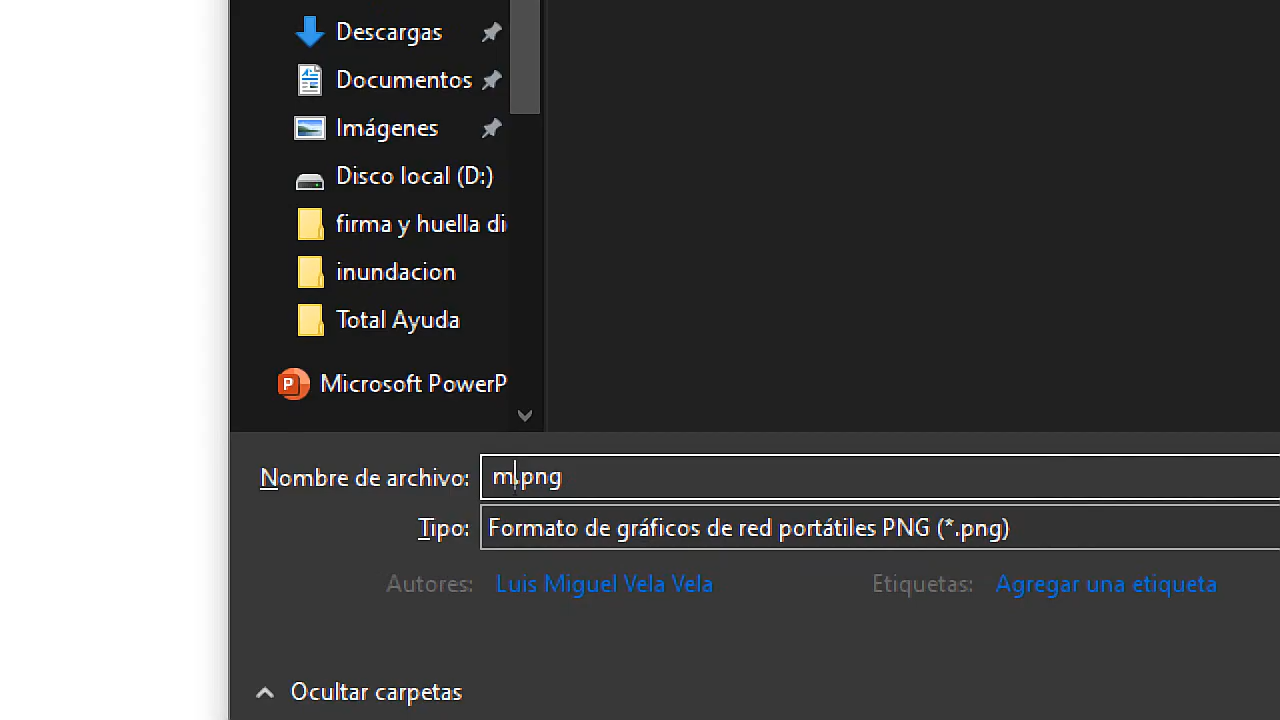 Descargas
Documentos
Imágenes
Disco local (D:)
firma y huella di
inundacion
Total Ayuda
P Microsoft PowerP
Nombre de archivo: m.png
Tipo: Formato de gráficos de red portátiles PNG (*.png)
Autores: Luis Miguel Vela Vela Etiquetas: Agregar una etiqueta
Ocultar carpetas